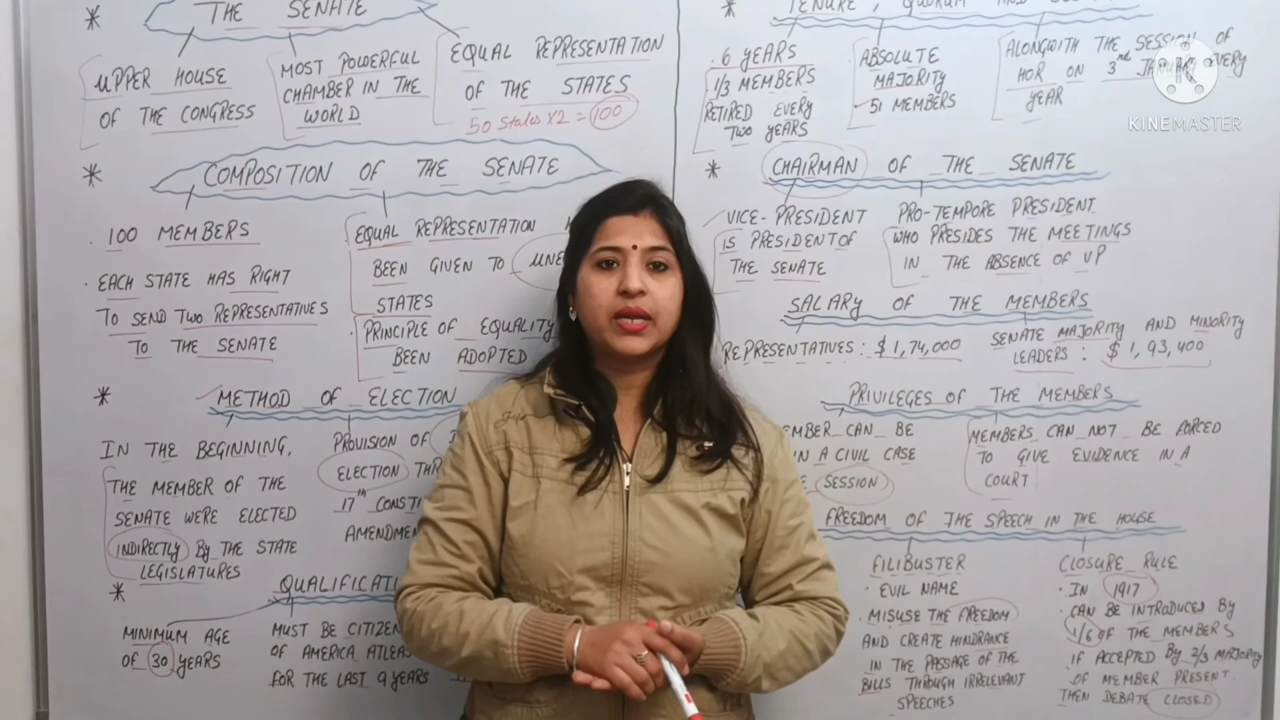 * THE SENATE
UPPER HOUSE
OF THE CONGRESS
MOST POWERFUL
CHAMBER IN THE
WORLD
EQUAL REPRESENTATION
OF THE STATES
50 States X2 = 100
* COMPOSITION OF THE SENATE
· 100 MEMBERS
· EACH STATE HAS RIGHT
TO SEND TWO REPRESENTATIVES
TO THE SENATE
EQUAL REPRESENTATION
BEEN GIVEN TO
STATES
· PRINCIPLE OF EQUALITY
BEEN ADOPTED
* METHOD OF ELECTION
IN THE BEGINNING,
THE MEMBER OF THE
SENATE WERE ELECTED
INDIRECTLY BY THE STATE
LEGISLATURES
PROVISION OF
ELECTION
17th
* 
MINIMUM AGE
OF 30 YEARS
MUST BE CITIZEN
OF AMERICA ATLEAS
FOR THE LAST 9 YEARS
* TENURE, QUORUM AND
· 6 YEARS
1/3 MEMBERS
RETIRED EVERY
TWO YEARS
ABSOLUTE
MAJORITY
51 MEMBERS
ALONGWITH THE SESSION OF
HOR ON 3rd JANUARY EVERY
YEAR
K
KINEMASTER
* CHAIRMAN OF THE SENATE
VICE-PRESIDENT
IS PRESIDENT OF
THE SENATE
PRO-TEMPORE PRESIDENT
WHO PRESIDES THE MEETINGS
IN THE ABSENCE OF VP
SALARY OF THE MEMBERS
REPRESENTATIVES : $ 1,74,000
SENATE MAJORITY AND MINORITY
LEADERS : $ 1,93,400
PRIVILEGES OF THE MEMBERS
CAN BE
IN A CIVIL CASE
SESSION
MEMBERS CAN NOT BE FORCED
TO GIVE EVIDENCE IN A
COURT
FREEDOM OF THE SPEECH IN THE HOUSE
FILIBUSTER
· EVIL NAME
· MISUSE THE FREEDOM
AND CREATE HINDRANCE
IN THE PASSAGE OF THE
BILLS THROUGH IRRELEVANT
SPEECHES
CLOSURE RULE
· IN 1917
· CAN BE INTRODUCED BY
1/6 OF THE MEMBERS
· IF ACCEPTED BY 2/3 MAJORITY
OF MEMBER PRESENT.
THEN DEBATE CLOSED